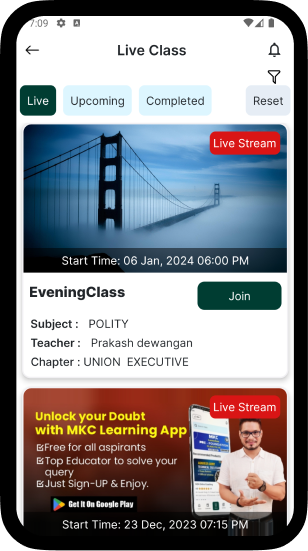 7:09
Live Class
Live
Upcoming
Completed
Reset
Live Stream
Start Time: 06 Jan, 2024 06:00 PM
EveningClass
Join
Subject : POLITY
Teacher : Prakash dewangan
Chapter : UNION EXECUTIVE
Live Stream
Unlock your Doubt
with MKC Learning App
Free for all aspirants
Top Educator to solve your
query
Just Sign-UP & Enjoy.
Get It On Google Play
Start Time: 23 Dec, 2023 07:15 PM